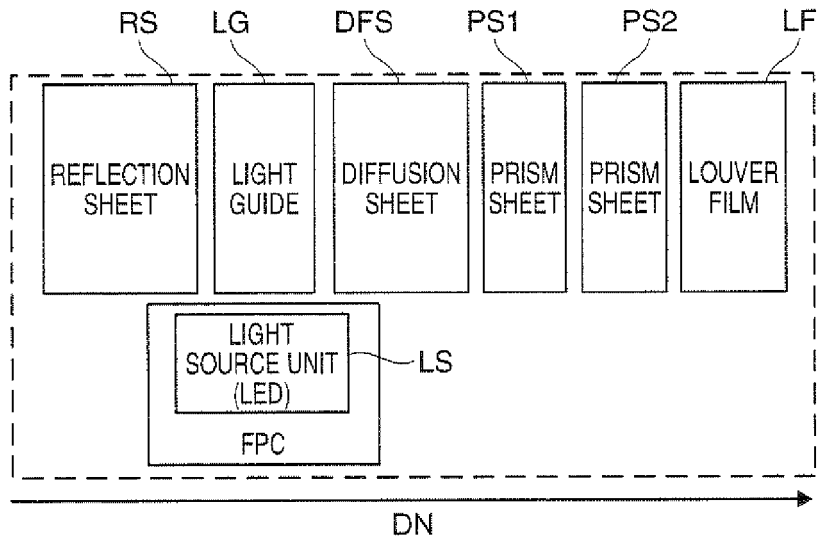 RS LG DFS PS1 PS2 LF
REFLECTION
SHEET
LIGHT
GUIDE
DIFFUSION
SHEET
PRISM
SHEET
PRISM
SHEET
LOUVER
FILM
LIGHT
SOURCE UNIT
(LED)
LS
FPC
DN